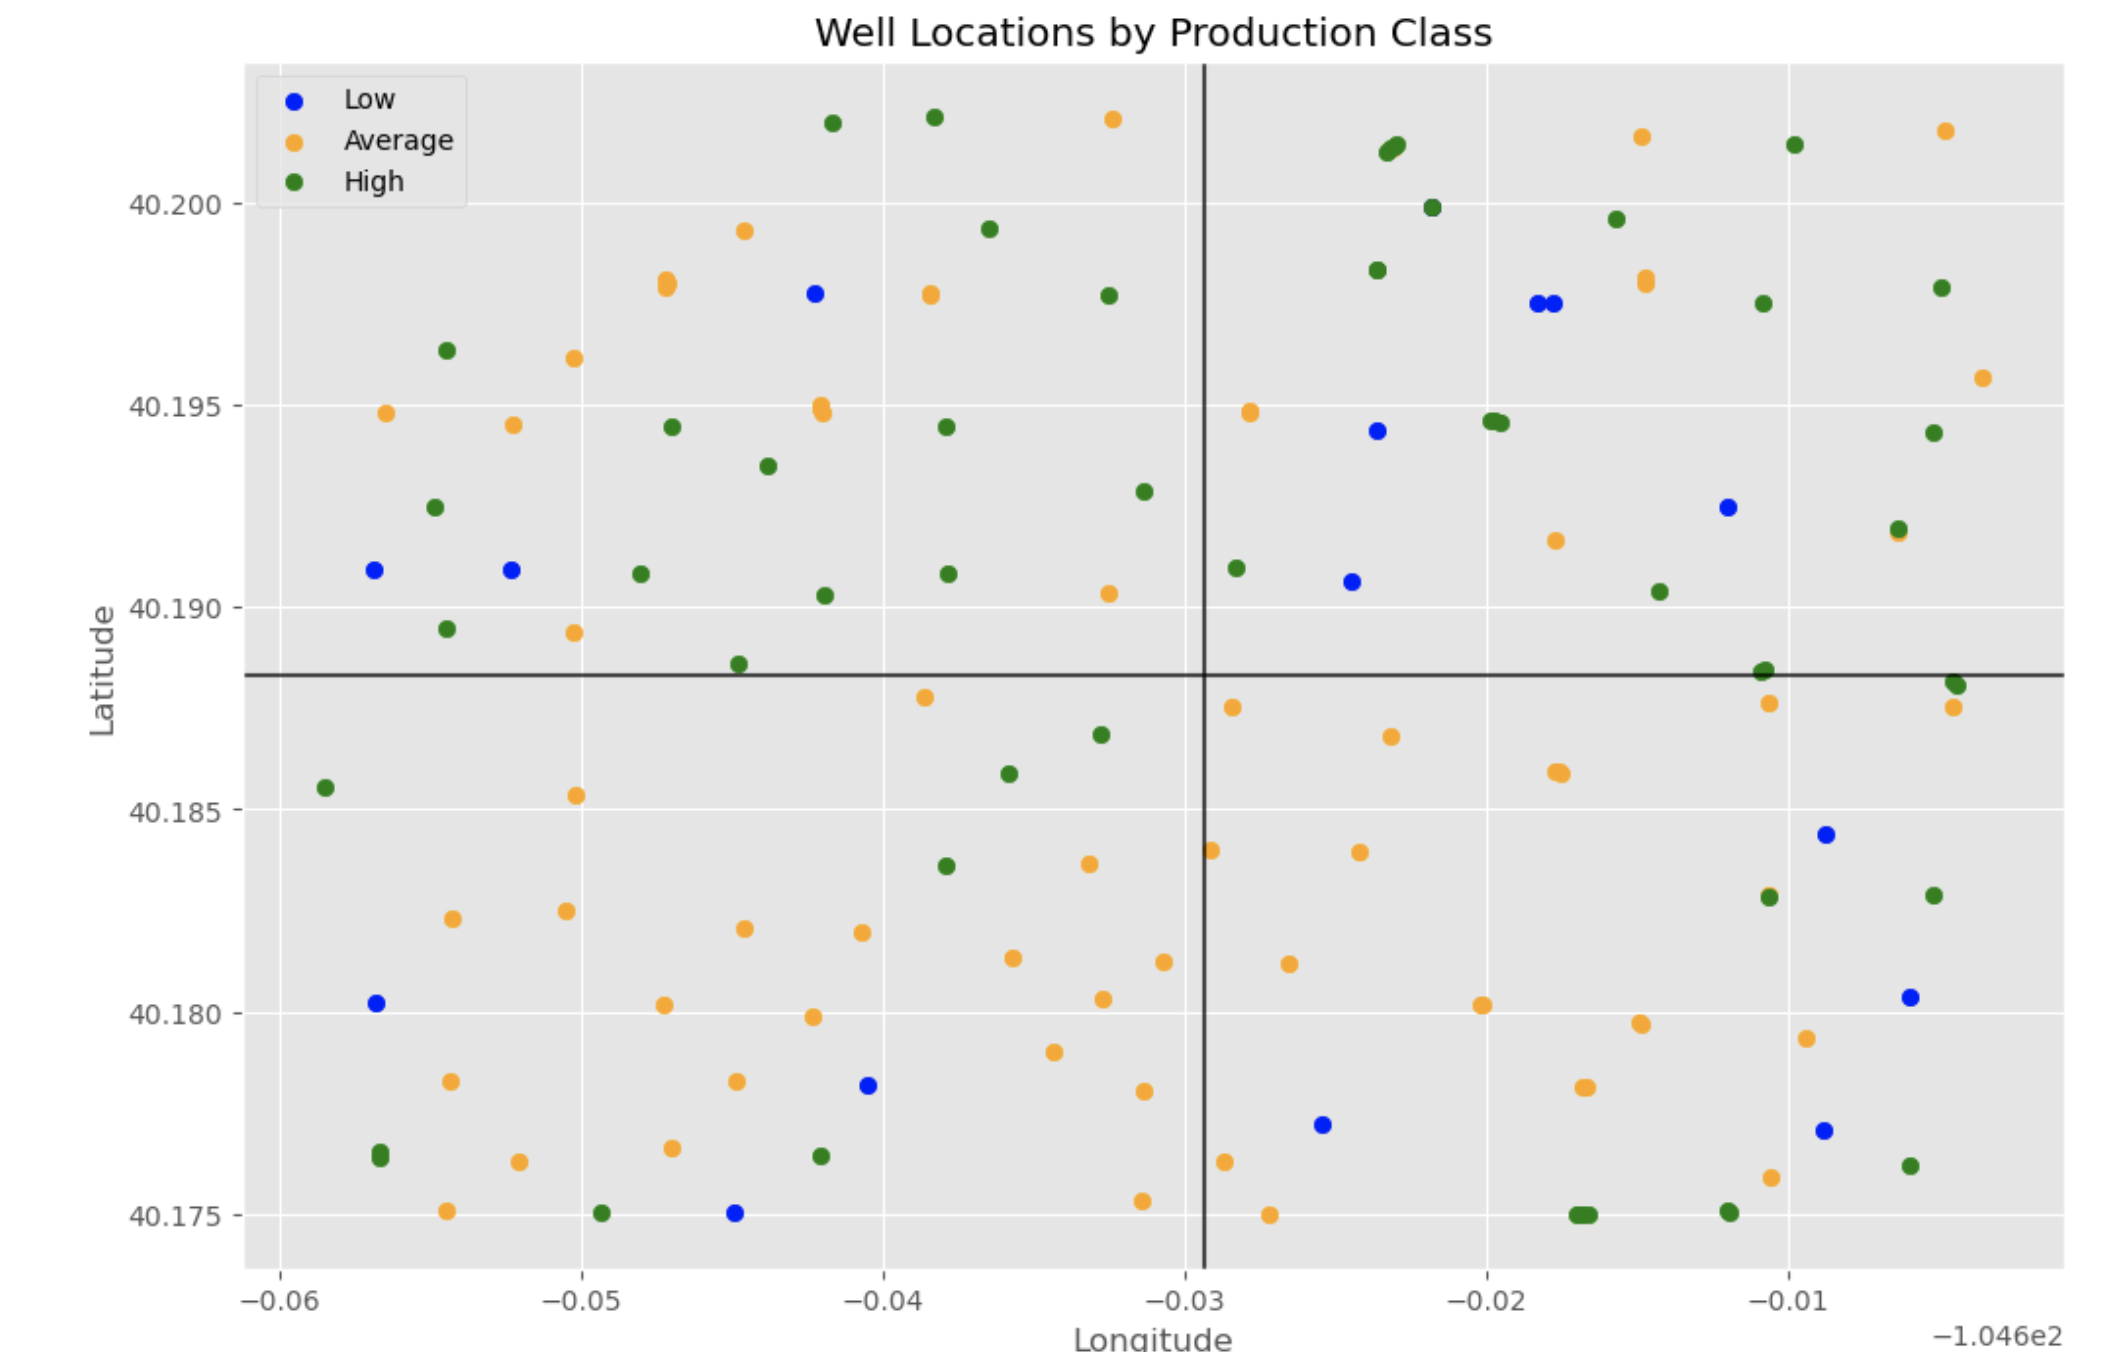 Well Locations by Production Class
Low
Average
High
40.200
40.195
40.190
40.185
40.180
40.175
Latitude
−0.06
−0.05
−0.04
−0.03
−0.02
−0.01
Longitude
−1.046e2